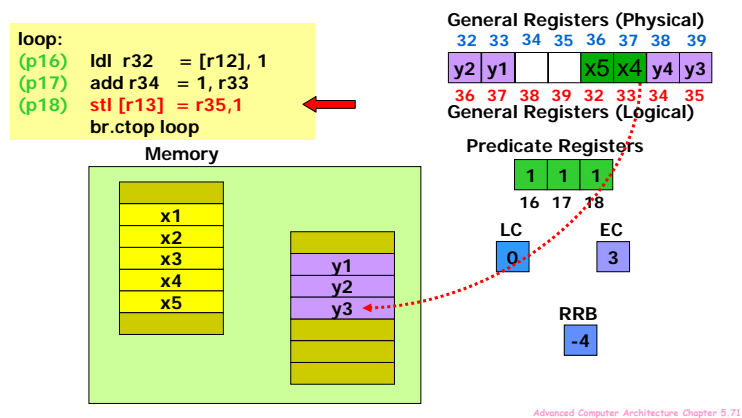 loop:
(p16) ldl r32 = [r12], 1
(p17) add r34 = 1, r33
(p18) stl [r13] = r35,1
br.ctop loop
General Registers (Physical)
32 33 34 35 36 37 38 39
y2 y1 x5 x4 y4 y3
36 37 38 39 32 33 34 35
General Registers (Logical)
Predicate Registers
1 1 1
16 17 18
LC EC
0 3
RRB
-4
Memory
x1
x2
x3
x4
x5
y1
y2
y3
Advanced Computer Architecture Chapter 5.71